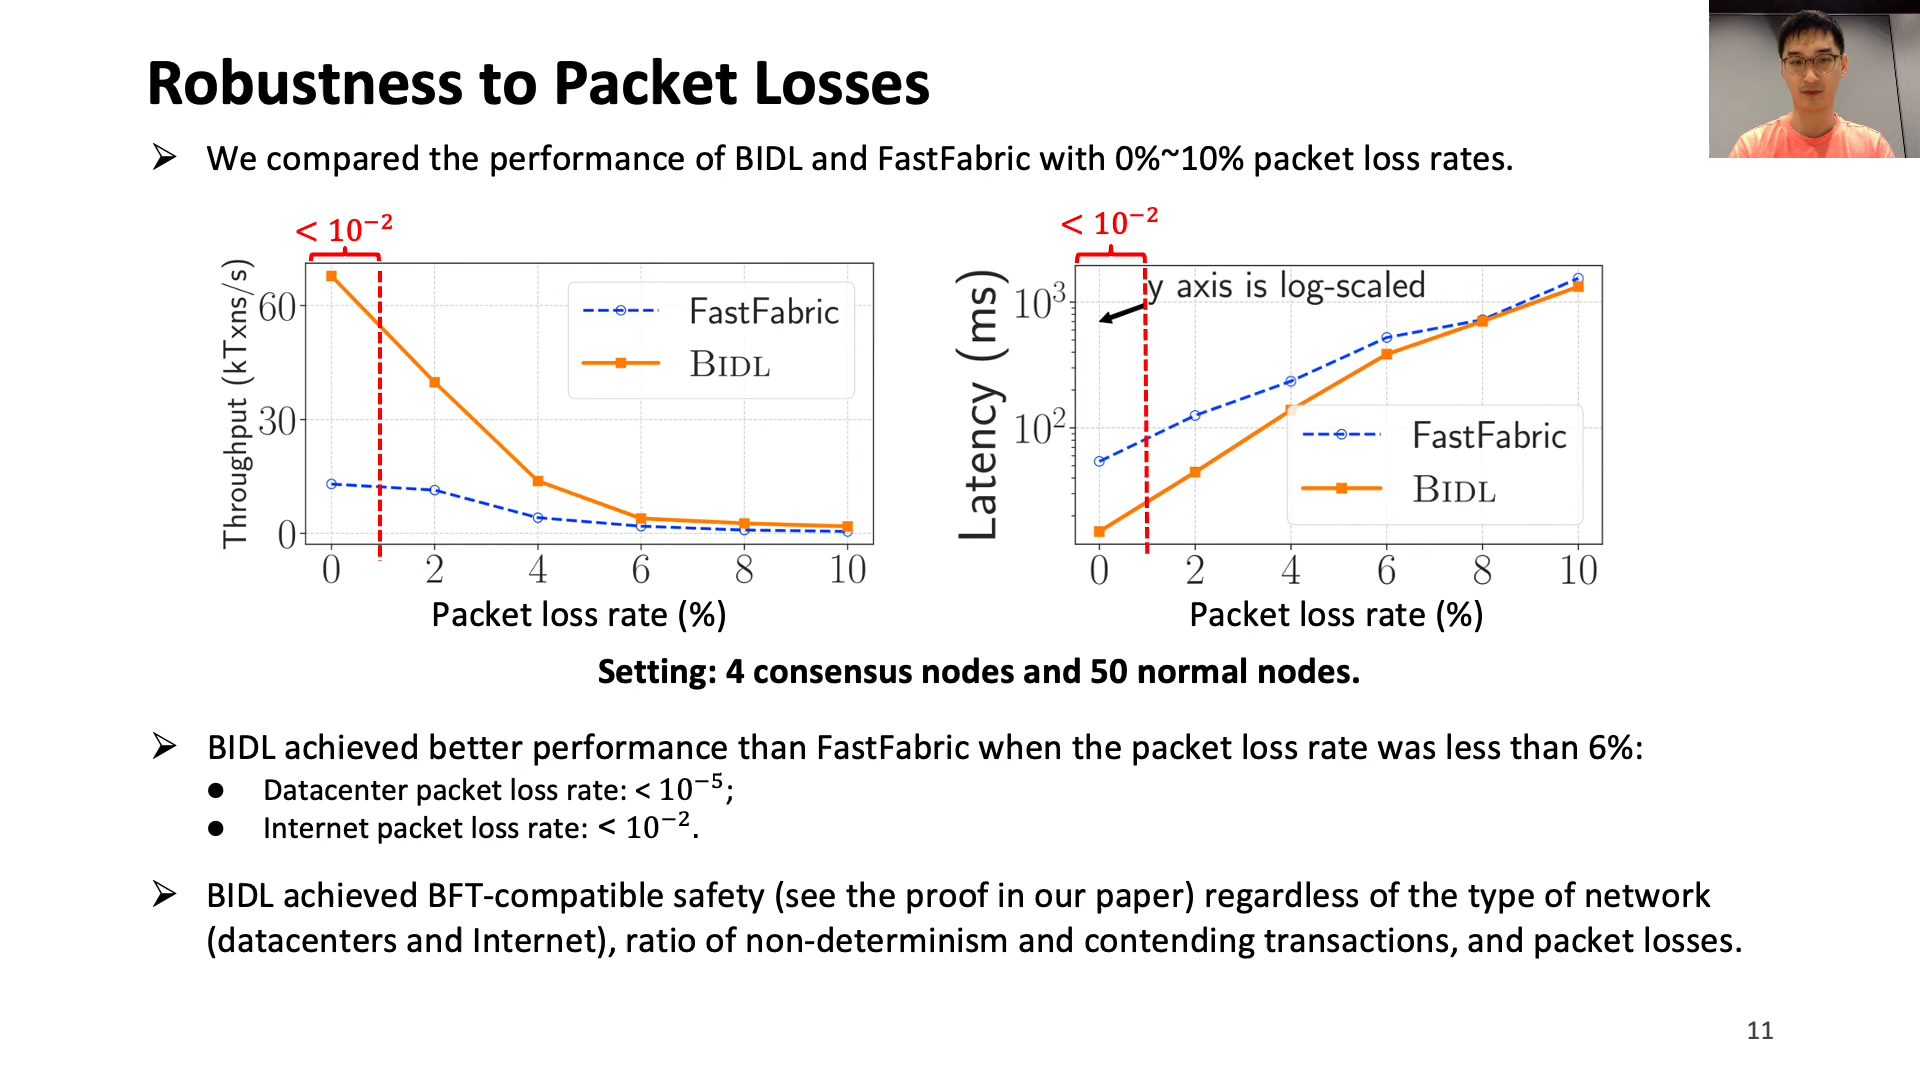 Robustness to Packet Losses
➢ We compared the performance of BIDL and FastFabric with 0%~10% packet loss rates.
< 10⁻²
Throughput (kTxns/s)
60
30
0
FastFabric
BIDL
0 2 4 6 8 10
Packet loss rate (%)
< 10⁻²
y axis is log-scaled
Latency (ms)
10³
10²
FastFabric
BIDL
0 2 4 6 8 10
Packet loss rate (%)
Setting: 4 consensus nodes and 50 normal nodes.
➢ BIDL achieved better performance than FastFabric when the packet loss rate was less than 6%:
● Datacenter packet loss rate: < 10⁻⁵;
● Internet packet loss rate: < 10⁻².
➢ BIDL achieved BFT-compatible safety (see the proof in our paper) regardless of the type of network
(datacenters and Internet), ratio of non-determinism and contending transactions, and packet losses.
11